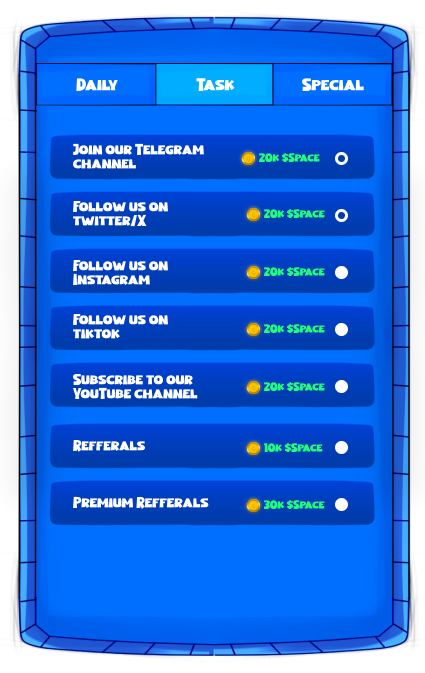 Daily Task Special
Join our Telegram
channel
20k $Space
Follow us on
twitter/X
20k $Space
Follow us on
Instagram
20k $Space
Follow us on
tiktok
20k $Space
Subscribe to our
YouTube channel
20k $Space
Refferals
10k $Space
Premium Refferals
30k $Space